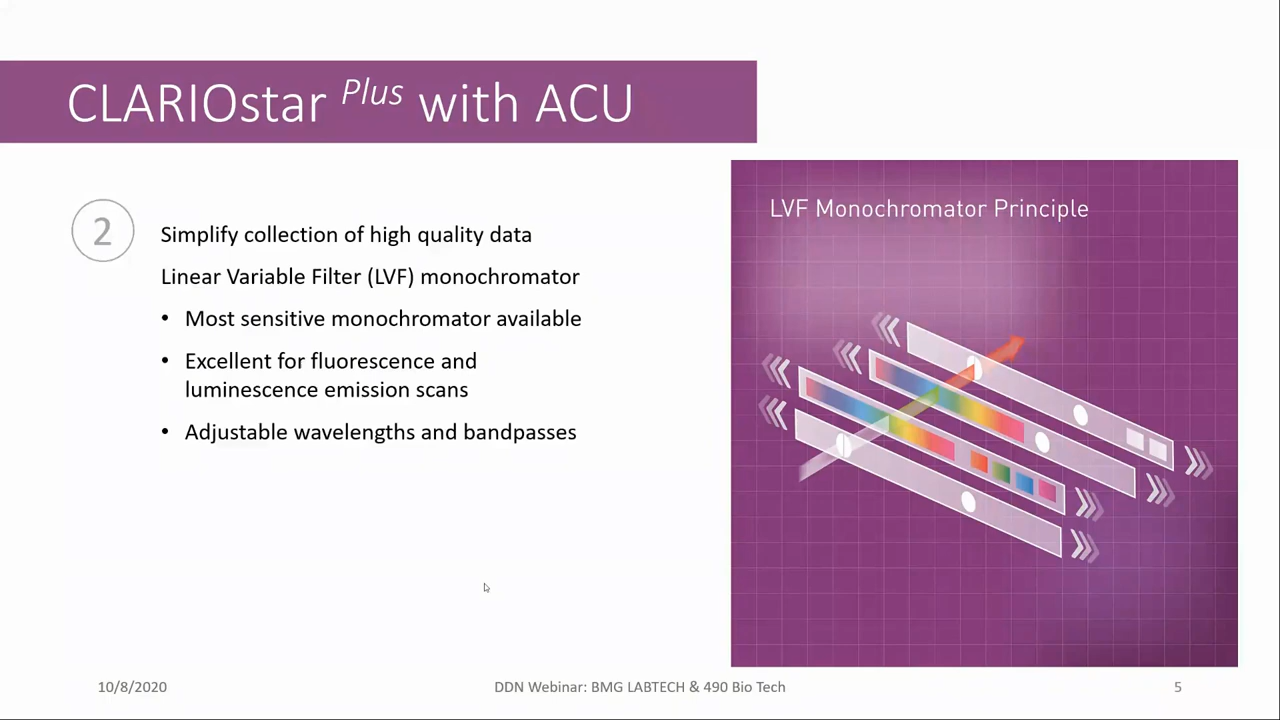 CLARIOstar Plus with ACU
2
Simplify collection of high quality data
Linear Variable Filter (LVF) monochromator
• Most sensitive monochromator available
• Excellent for fluorescence and
luminescence emission scans
• Adjustable wavelengths and bandpasses
LVF Monochromator Principle
10/8/2020
DDN Webinar: BMG LABTECH & 490 Bio Tech
5